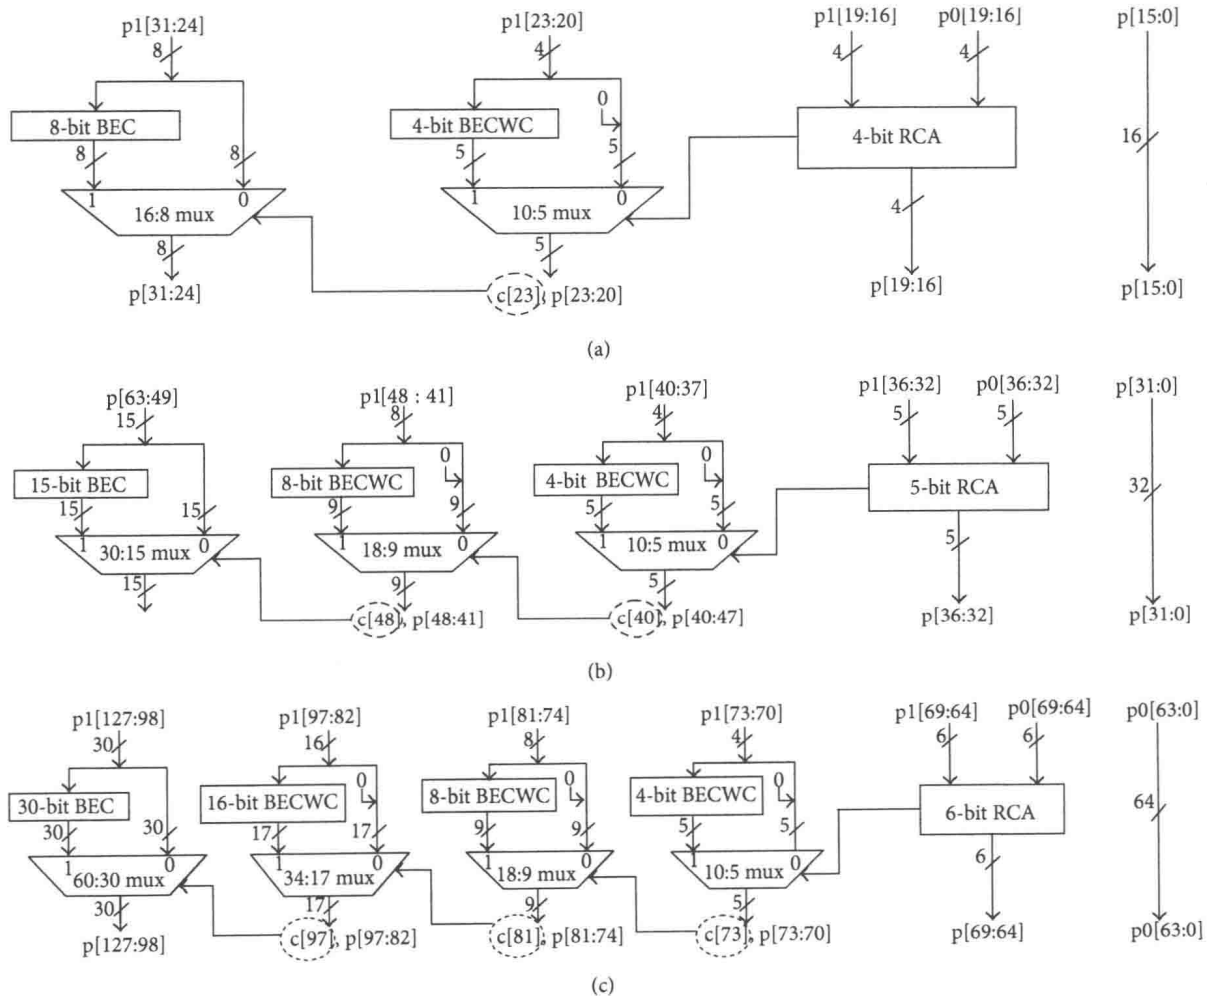 p1[31:24] p1[23:20] p1[19:16] p0[19:16] p[15:0]
8 4 4 4
0
8-bit BEC 4-bit BECWC 4-bit RCA 16
8 8 5 5
1 0 1 0
16:8 mux 10:5 mux 4
8 5
p[31:24] c[23], p[23:20] p[19:16] p[15:0]
(a)
p[63:49] p1[48 : 41] p1[40:37] p1[36:32] p0[36:32] p1[31:0]
15 8 4 5 5
0 0
15-bit BEC 8-bit BECWC 4-bit BECWC 5-bit RCA 32
15 15 9 9 5 5
1 0 1 0 1 0
30:15 mux 18:9 mux 10:5 mux 5
15 9 5
c[48], p[48:41] c[40], p[40:47] p[36:32] p[31:0]
(b)
p1[127:98] p1[97:82] p1[81:74] p1[73:70] p1[69:64] p0[69:64] p0[63:0]
30 16 8 4 6 6
0 0 0
30-bit BEC 16-bit BECWC 8-bit BECWC 4-bit BECWC 6-bit RCA 64
30 30 17 17 9 9 5 5
1 0 1 0 1 0 1 0
60:30 mux 34:17 mux 18:9 mux 10:5 mux 6
30 17 9 5
p[127:98] c[97], p[97:82] c[81], p[81:74] c[73], p[73:70] p[69:64] p0[63:0]
(c)